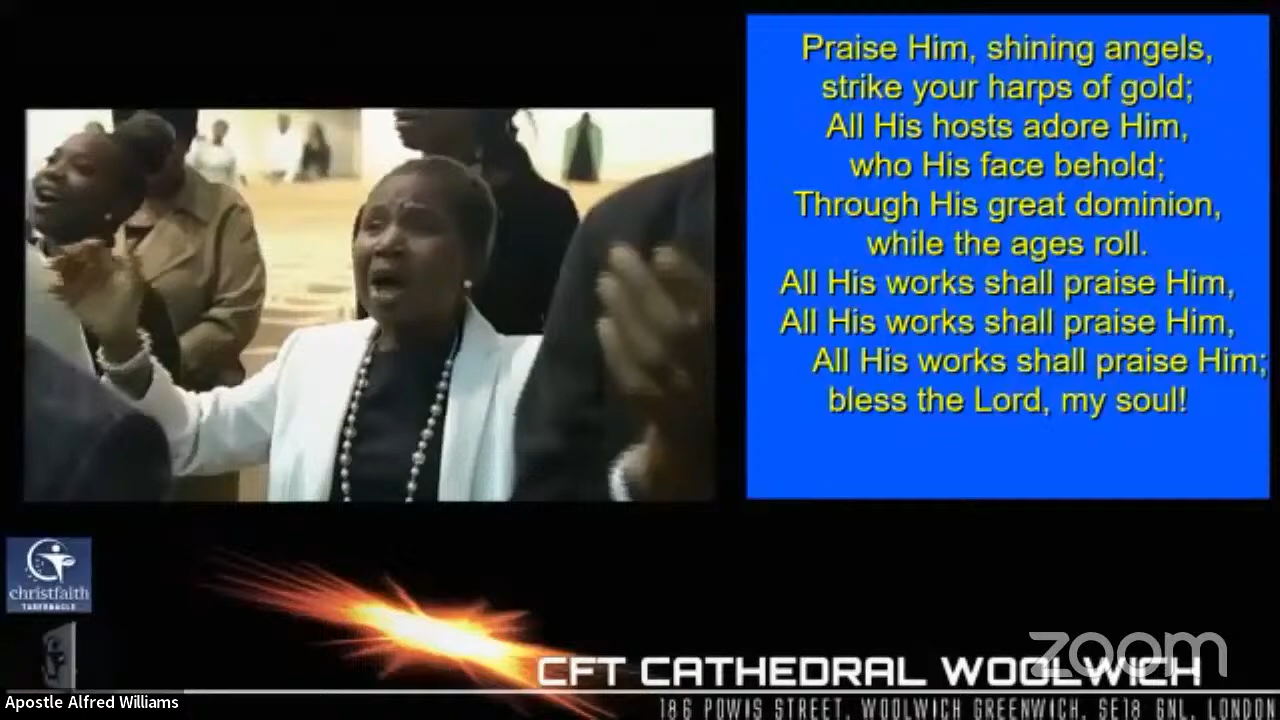 Praise Him, shining angels,
strike your harps of gold;
All His hosts adore Him,
who His face behold;
Through His great dominion,
while the ages roll.
All His works shall praise Him,
All His works shall praise Him,
All His works shall praise Him;
bless the Lord, my soul!
christfaith
TABERNACLE
zoom
CFT CATHEDRAL WOOLWICH
Apostle Alfred Williams
186 POWIS STREET, WOOLWICH GREENWICH, SE18 6NL, LONDON